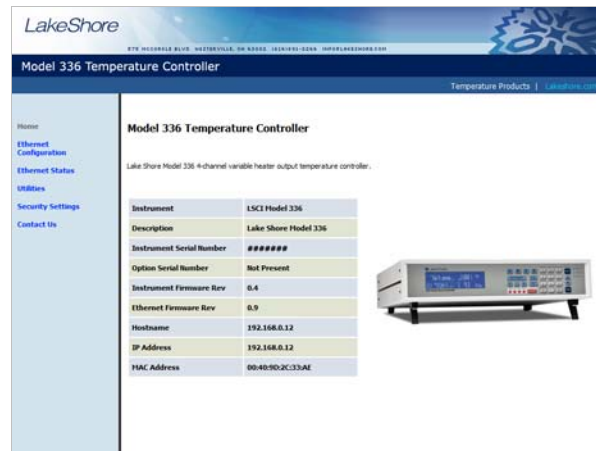 LakeShore
Model 336 Temperature Controller
Temperature Products | Lakeshore.com
Home
Ethernet
Configuration
Ethernet Status
Utilities
Security Settings
Contact Us
Model 336 Temperature Controller
Lake Shore Model 336 4-channel variable heater output temperature controller.
Instrument LSCI Model 336
Description Lake Shore Model 336
Instrument Serial Number #######
Option Serial Number Not Present
Instrument Firmware Rev 0.4
Ethernet Firmware Rev 0.9
Hostname 192.168.0.12
IP Address 192.168.0.12
MAC Address 00:40:9D:2C:33:AE